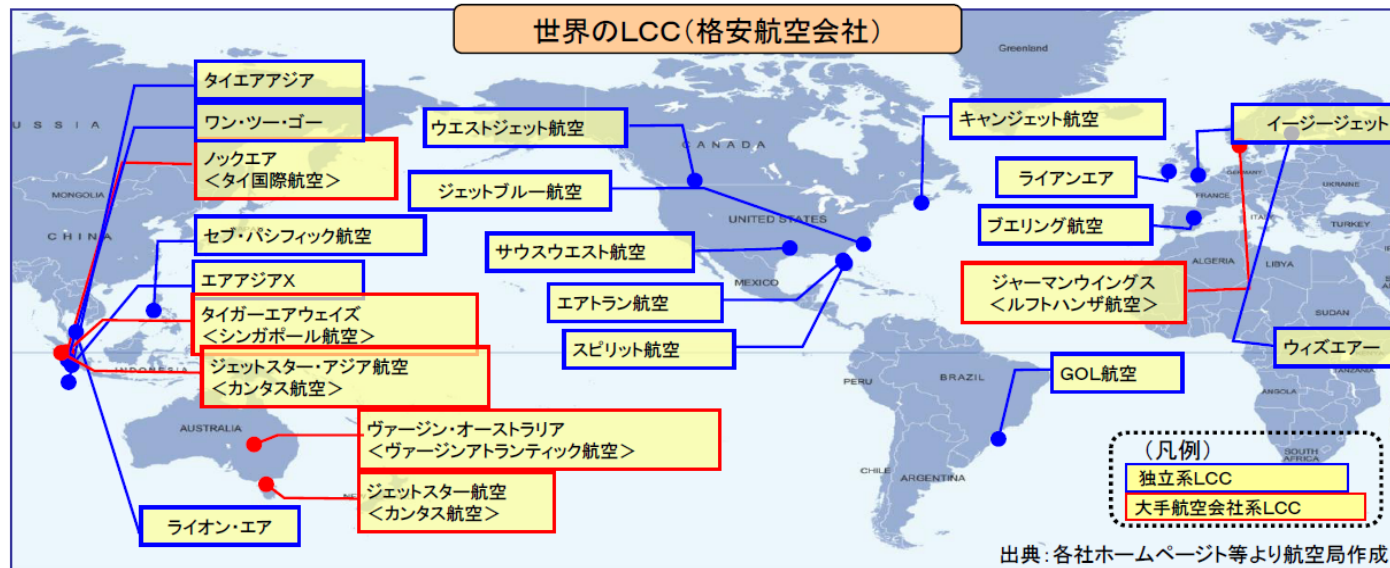 世界のLCC(格安航空会社)
Greenland
タイエアアジア
ワン・ツー・ゴー
ノックエア
<タイ国際航空>
セブ・パシフィック航空
エアアジアX
タイガーエアウェイズ
<シンガポール航空>
ジェットスター・アジア航空
<カンタス航空>
ヴァージン・オーストラリア
<ヴァージンアトランティック航空>
ジェットスター航空
<カンタス航空>
ライオン・エア
ウエストジェット航空
ジェットブルー航空
サウスウエスト航空
エアトラン航空
スピリット航空
キャンジェット航空
ライアンエア
ブエリング航空
ジャーマンウイングス
<ルフトハンザ航空>
GOL航空
イージージェット
ウィズエアー
RUSSIA
MONGOLIA
CHINA
INDONESIA
AUSTRALIA
CANADA
UNITED STATES
MEXICO
PERU
BRAZIL
CHILE
ARGENTINA
GERMANY
FRANCE
UKRAINE
TURKEY
ALGERIA
LIBYA
SUDAN
ANGOLA
TANZANIA
SOUTH
AFRICA
(凡例)
独立系LCC
大手航空会社系LCC
出典:各社ホームページト等より航空局作成